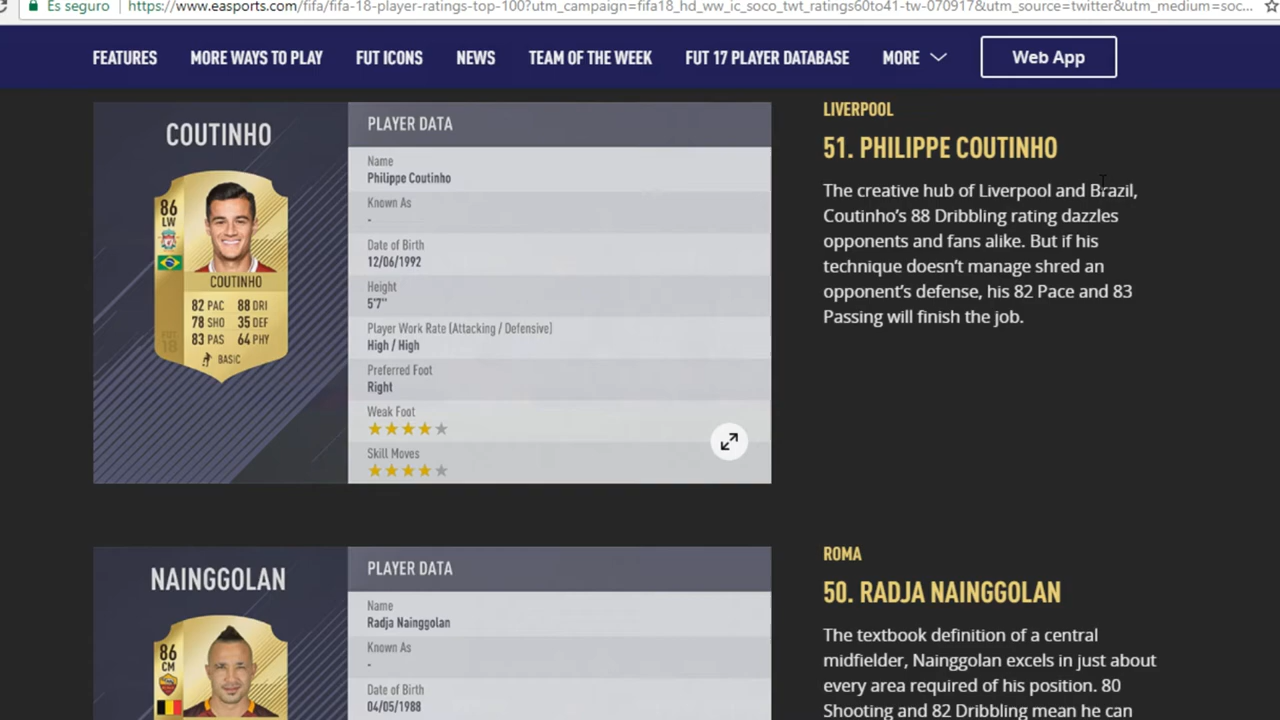 Es seguro https://www.easports.com/fifa/fifa-18-player-ratings-top-100?utm_campaign=fifa18_hd_ww_ic_soco_twt_ratings60to41-tw-070917&utm_source=twitter&utm_medium=soc...
FEATURES MORE WAYS TO PLAY FUT ICONS NEWS TEAM OF THE WEEK FUT 17 PLAYER DATABASE MORE Web App
COUTINHO
86
LW
COUTINHO
82 PAC 88 DRI
78 SHO 35 DEF
83 PAS 64 PHY
BASIC
PLAYER DATA
Name
Philippe Coutinho
Known As
-
Date of Birth
12/06/1992
Height
5'7"
Player Work Rate (Attacking / Defensive)
High / High
Preferred Foot
Right
Weak Foot
Skill Moves
LIVERPOOL
51. PHILIPPE COUTINHO
The creative hub of Liverpool and Brazil,
Coutinho's 88 Dribbling rating dazzles
opponents and fans alike. But if his
technique doesn't manage shred an
opponent's defense, his 82 Pace and 83
Passing will finish the job.
NAINGGOLAN
86
CM
PLAYER DATA
Name
Radja Nainggolan
Known As
-
Date of Birth
04/05/1988
ROMA
50. RADJA NAINGGOLAN
The textbook definition of a central
midfielder, Nainggolan excels in just about
every area required of his position. 80
Shooting and 82 Dribbling mean he can